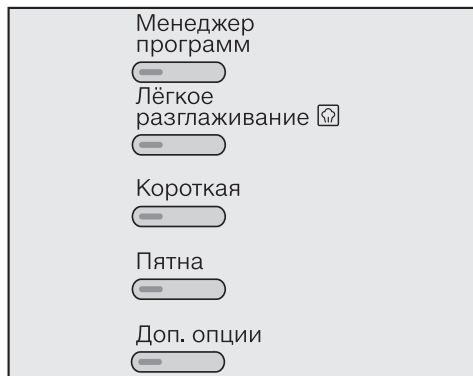 Менеджер
программ
Лёгкое
разглаживание
Короткая
Пятна
Доп. опции